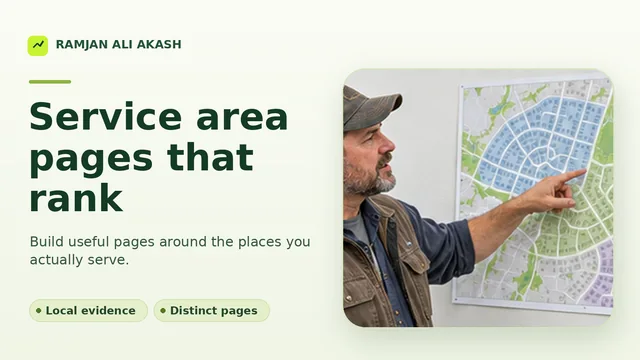 RAMJAN ALI AKASH
Service area
pages that
rank
Build useful pages around the places you
actually serve.
Local evidence
Distinct pages